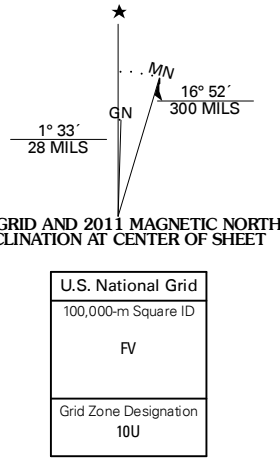 MN
GN
16° 52´
300 MILS
1° 33´
28 MILS
GRID AND 2011 MAGNETIC NORTH
CLINATION AT CENTER OF SHEET
U.S. National Grid
100,000-m Square ID
FV
Grid Zone Designation
10U